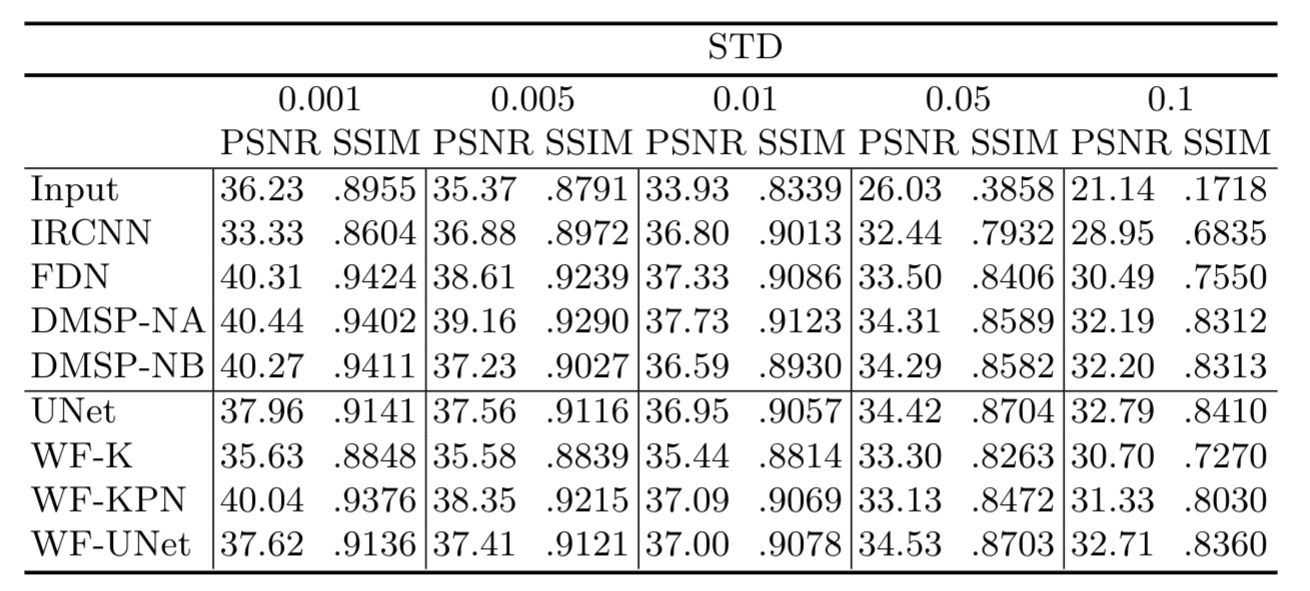 STD
0.001 0.005 0.01 0.05 0.1
PSNR SSIM PSNR SSIM PSNR SSIM PSNR SSIM PSNR SSIM
Input 36.23 .8955 35.37 .8791 33.93 .8339 26.03 .3858 21.14 .1718
IRCNN 33.33 .8604 36.88 .8972 36.80 .9013 32.44 .7932 28.95 .6835
FDN 40.31 .9424 38.61 .9239 37.33 .9086 33.50 .8406 30.49 .7550
DMSP-NA 40.44 .9402 39.16 .9290 37.73 .9123 34.31 .8589 32.19 .8312
DMSP-NB 40.27 .9411 37.23 .9027 36.59 .8930 34.29 .8582 32.20 .8313
UNet 37.96 .9141 37.56 .9116 36.95 .9057 34.42 .8704 32.79 .8410
WF-K 35.63 .8848 35.58 .8839 35.44 .8814 33.30 .8263 30.70 .7270
WF-KPN 40.04 .9376 38.35 .9215 37.09 .9069 33.13 .8472 31.33 .8030
WF-UNet 37.62 .9136 37.41 .9121 37.00 .9078 34.53 .8703 32.71 .8360